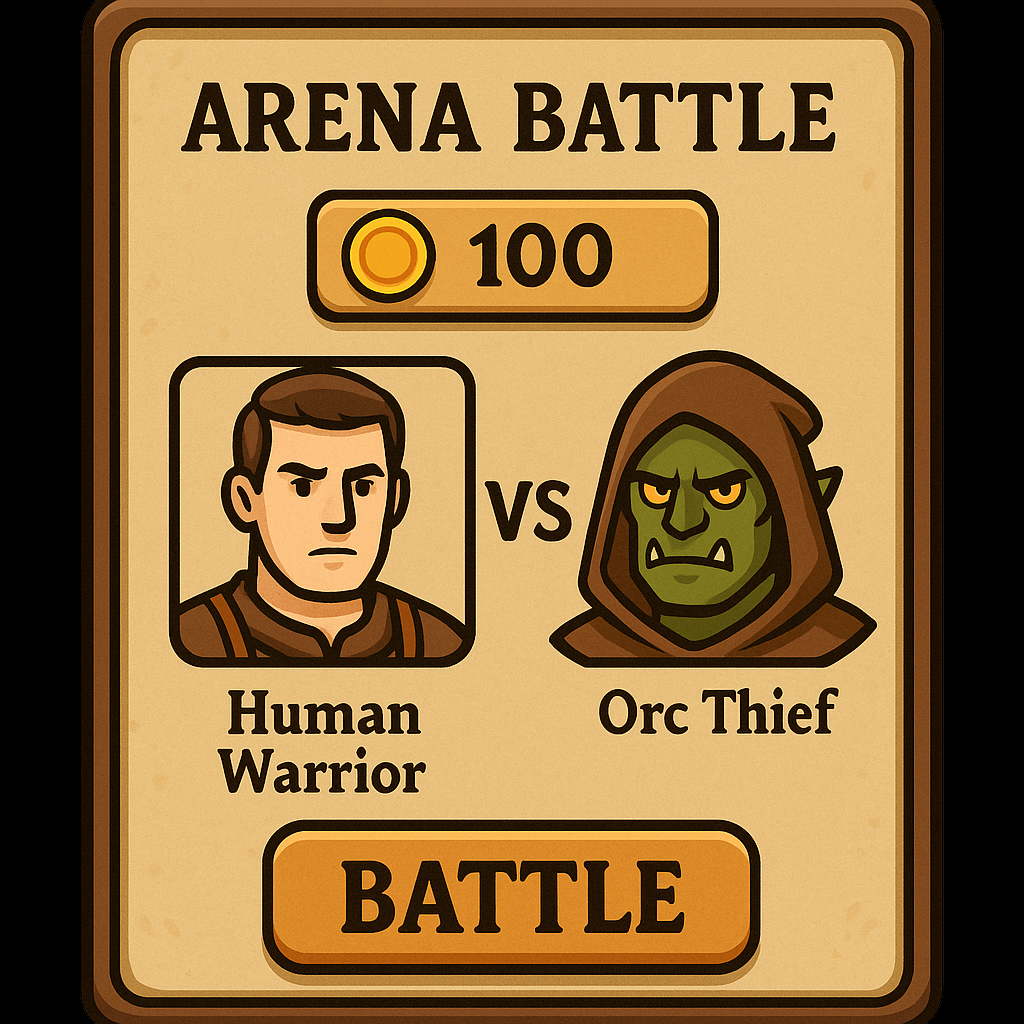 ARENA BATTLE
100
VS
Human
Warrior
Orc Thief
BATTLE